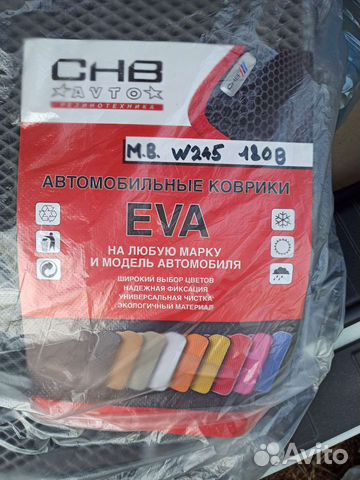 СНВ
AVTO
РЕЗИНОТЕХНИКА
M.B. W245 180B
АВТОМОБИЛЬНЫЕ КОВРИКИ
EVA
НА ЛЮБУЮ МАРКУ
И МОДЕЛЬ АВТОМОБИЛЯ
ШИРОКИЙ ВЫБОР ЦВЕТОВ
НАДЕЖНАЯ ФИКСАЦИЯ
УНИВЕРСАЛЬНАЯ ЧИСТКА
ЭКОЛОГИЧНЫЙ МАТЕРИАЛ
Avito